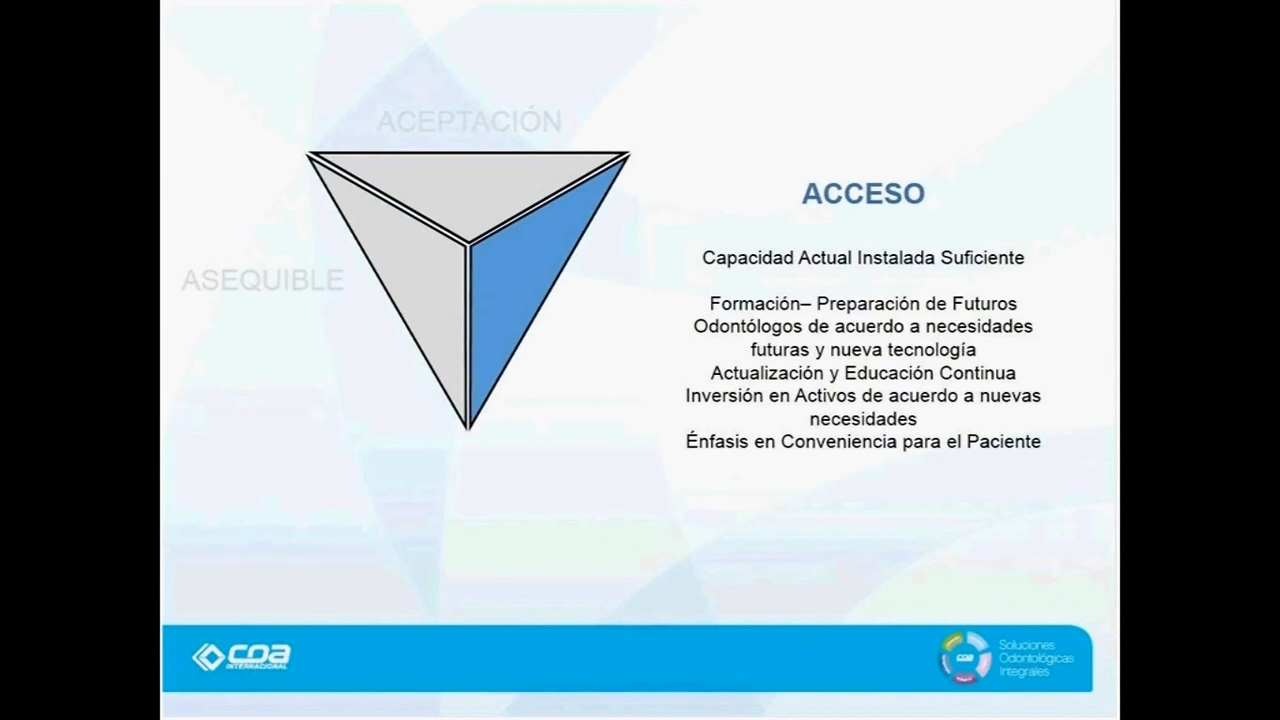 ACEPTACIÓN
ASEQUIBLE
ACCESO
Capacidad Actual Instalada Suficiente
Formación– Preparación de Futuros
Odontólogos de acuerdo a necesidades
futuras y nueva tecnología
Actualización y Educación Continua
Inversión en Activos de acuerdo a nuevas
necesidades
Énfasis en Conveniencia para el Paciente
COA
INTERNACIONAL
COA
Soluciones
Odontológicas
Integrales